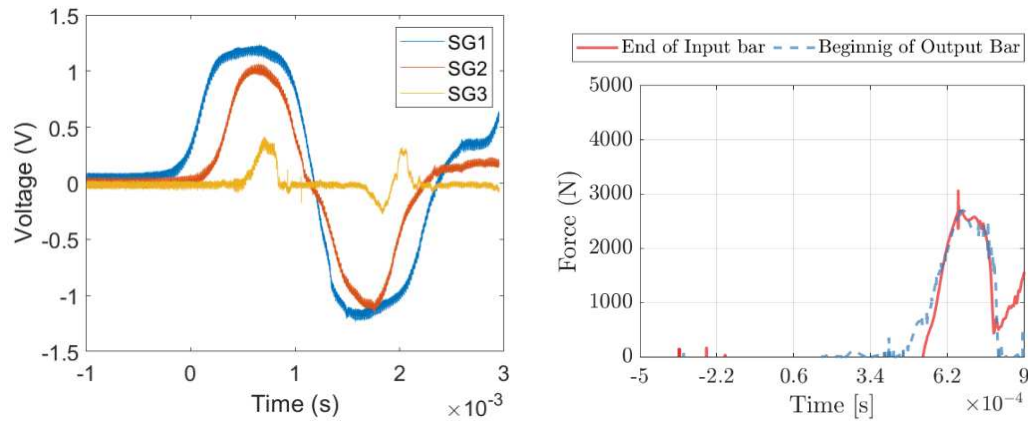 1.5
1
0.5
0
-0.5
-1
-1.5
Voltage (V)
SG1
SG2
SG3
-1
0
1
2
3
Time (s)
×10⁻³
End of Input bar
Beginnig of Output Bar
5000
4000
3000
2000
1000
0
Force (N)
-5
-2.2
0.6
3.4
6.2
9
Time [s]
×10⁻⁴